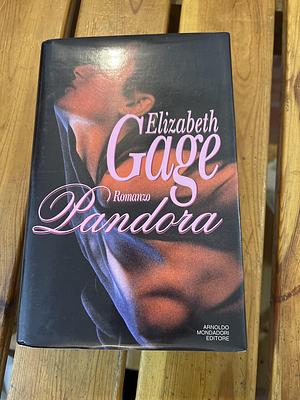 Elizabeth
Gage
Romanzo
Pandora
ARNOLDO
MONDADORI
EDITORE